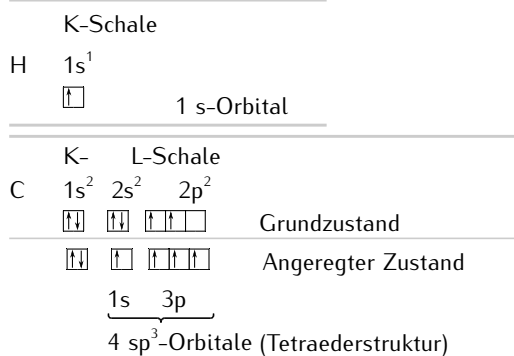 K-Schale
H 1s¹
1 s-Orbital
K- L-Schale
C 1s² 2s² 2p²
Grundzustand
Angeregter Zustand
1s 3p
4 sp³-Orbitale (Tetraederstruktur)